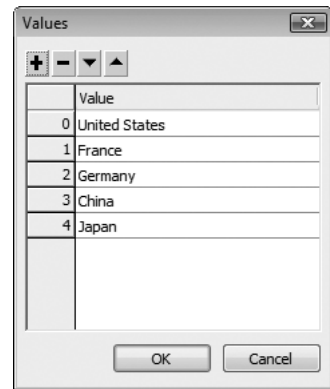 Values
Value
0 United States
1 France
2 Germany
3 China
4 Japan
OK Cancel